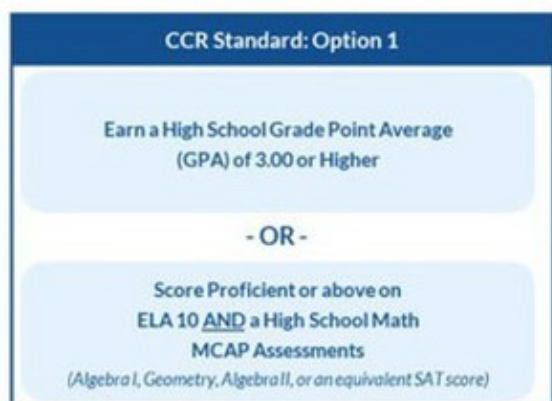 CCR Standard: Option 1
Earn a High School Grade Point Average
(GPA) of 3.00 or Higher
- OR -
Score Proficient or above on
ELA 10 AND a High School Math
MCAP Assessments
(Algebra I, Geometry, Algebra II, or an equivalent SAT score)